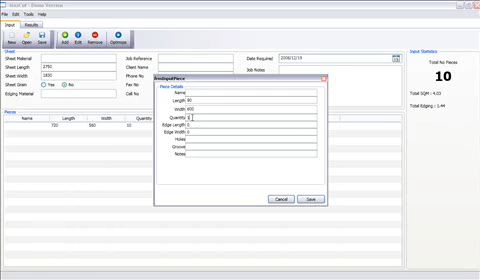 File Edit Tools Help
Input Results
New Open Save Add Edit Remove Optimize
Sheet
Sheet Material
Sheet Length 2750
Sheet Width 1830
Sheet Grain Yes No
Edging Material
Job Reference
Client Name
Phone No
Fax No
Cell No
Date Required 2008/12/19
Job Notes
Input Statistics
Total No Pieces
10
Total SQM : 4.03
Total Edging : 1.44
Pieces
Name Length Width Quantity
720 560 10
frmInputPiece
Piece Details
Name
Length 90
Width 600
Quantity
Edge Length 0
Edge Width 0
Holes
Groove
Notes
Cancel Save